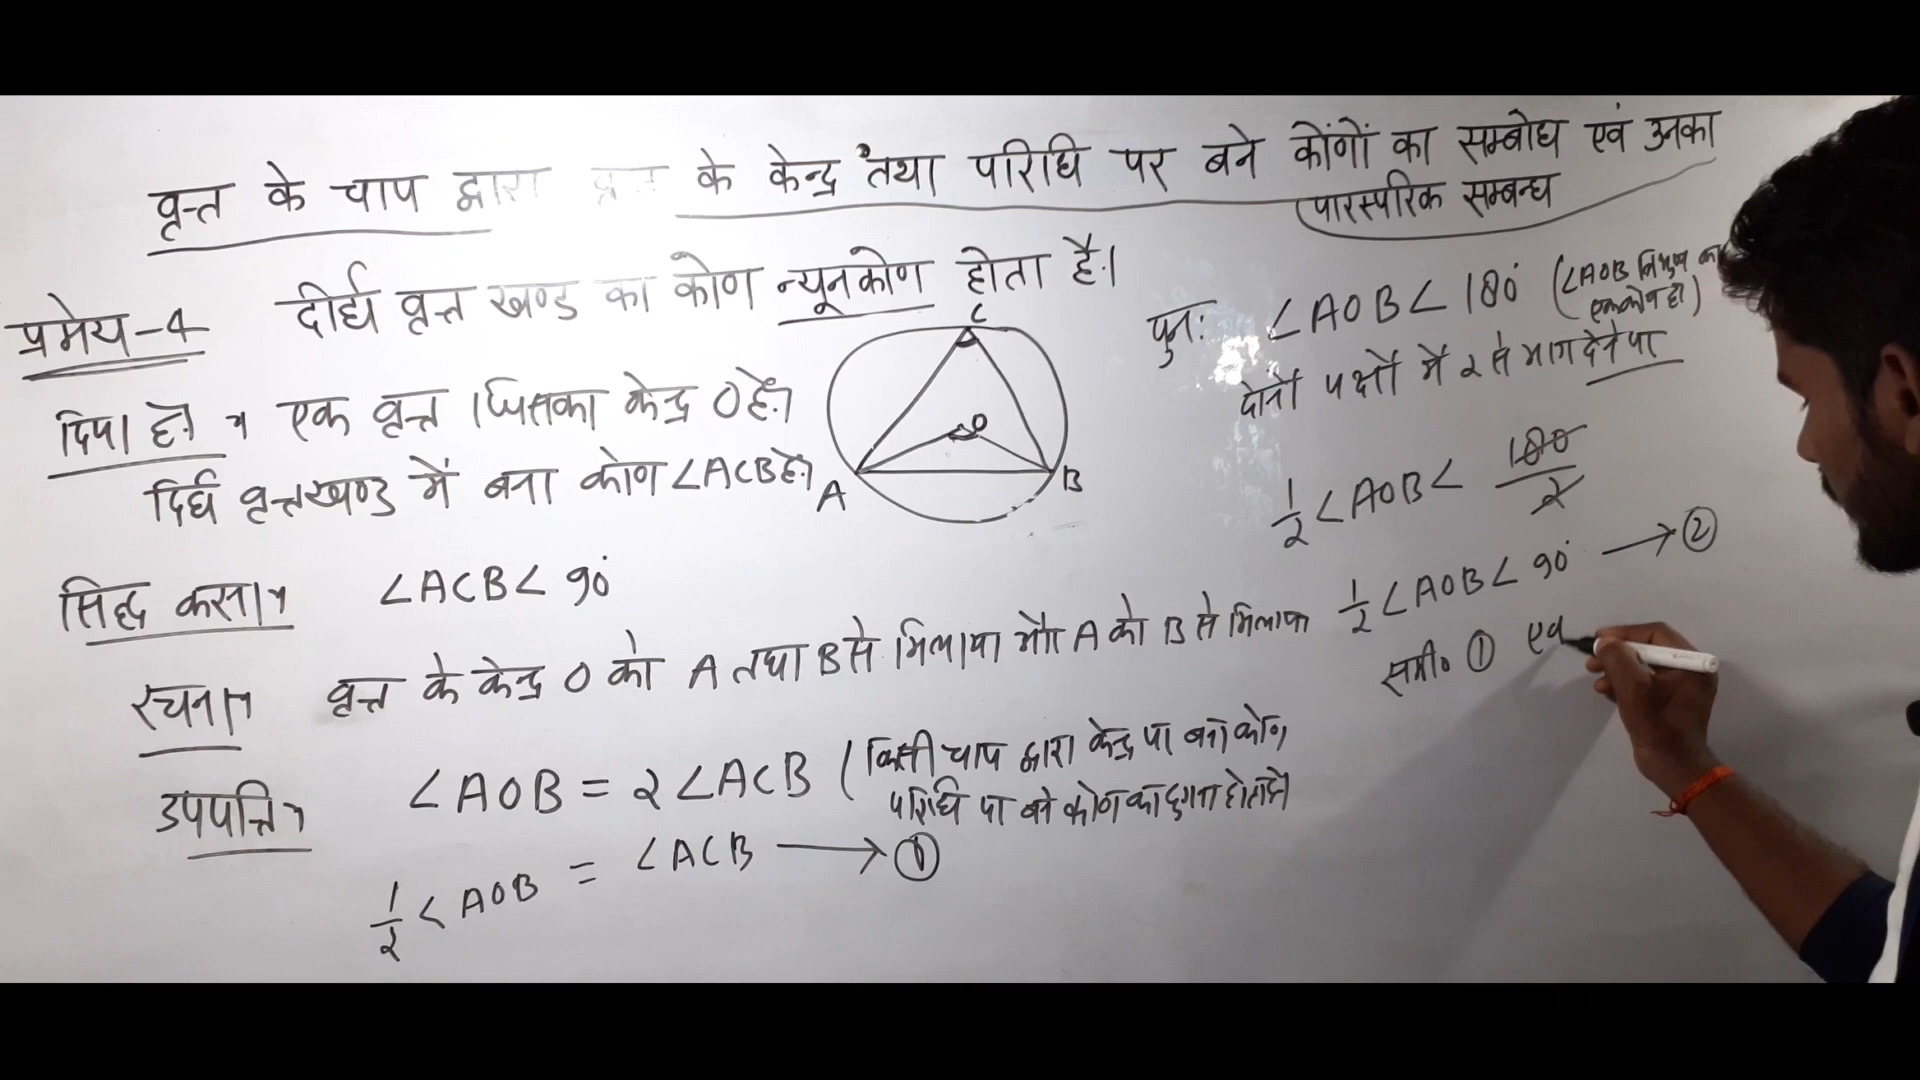 वृत्त के चाप द्वारा वृत्त के केन्द्र तथा परिधि पर बने कोंणों का सम्बोध एवं उनका
पारस्परिक सम्बन्ध
प्रमेय-4 दीर्घ वृत्त खण्ड का कोण न्यूनकोण होता है।
दिया है एक वृत्त जिसका केन्द्र O है।
दिर्घ वृत्तखण्ड में बना कोण ∠ACB है।
C
O
A
B
सिद्ध करना ∠ACB < 90°
रचना वृत्त के केन्द्र O को A तथा B से मिलाया और A को B से मिलाया
उपपत्ति ∠AOB = 2∠ACB (किसी चाप द्वारा केन्द्र पर बना कोण
परिधि पर बने कोण का दुगना होता है)
1/2 ∠AOB = ∠ACB → ①
पुनः ∠AOB < 180° (∠AOB त्रिभुज का
एक कोण है)
दोनों पक्षों में 2 से भाग देने पर
1/2 ∠AOB < 180/2
1/2 ∠AOB < 90° → ②
समी० ① एव